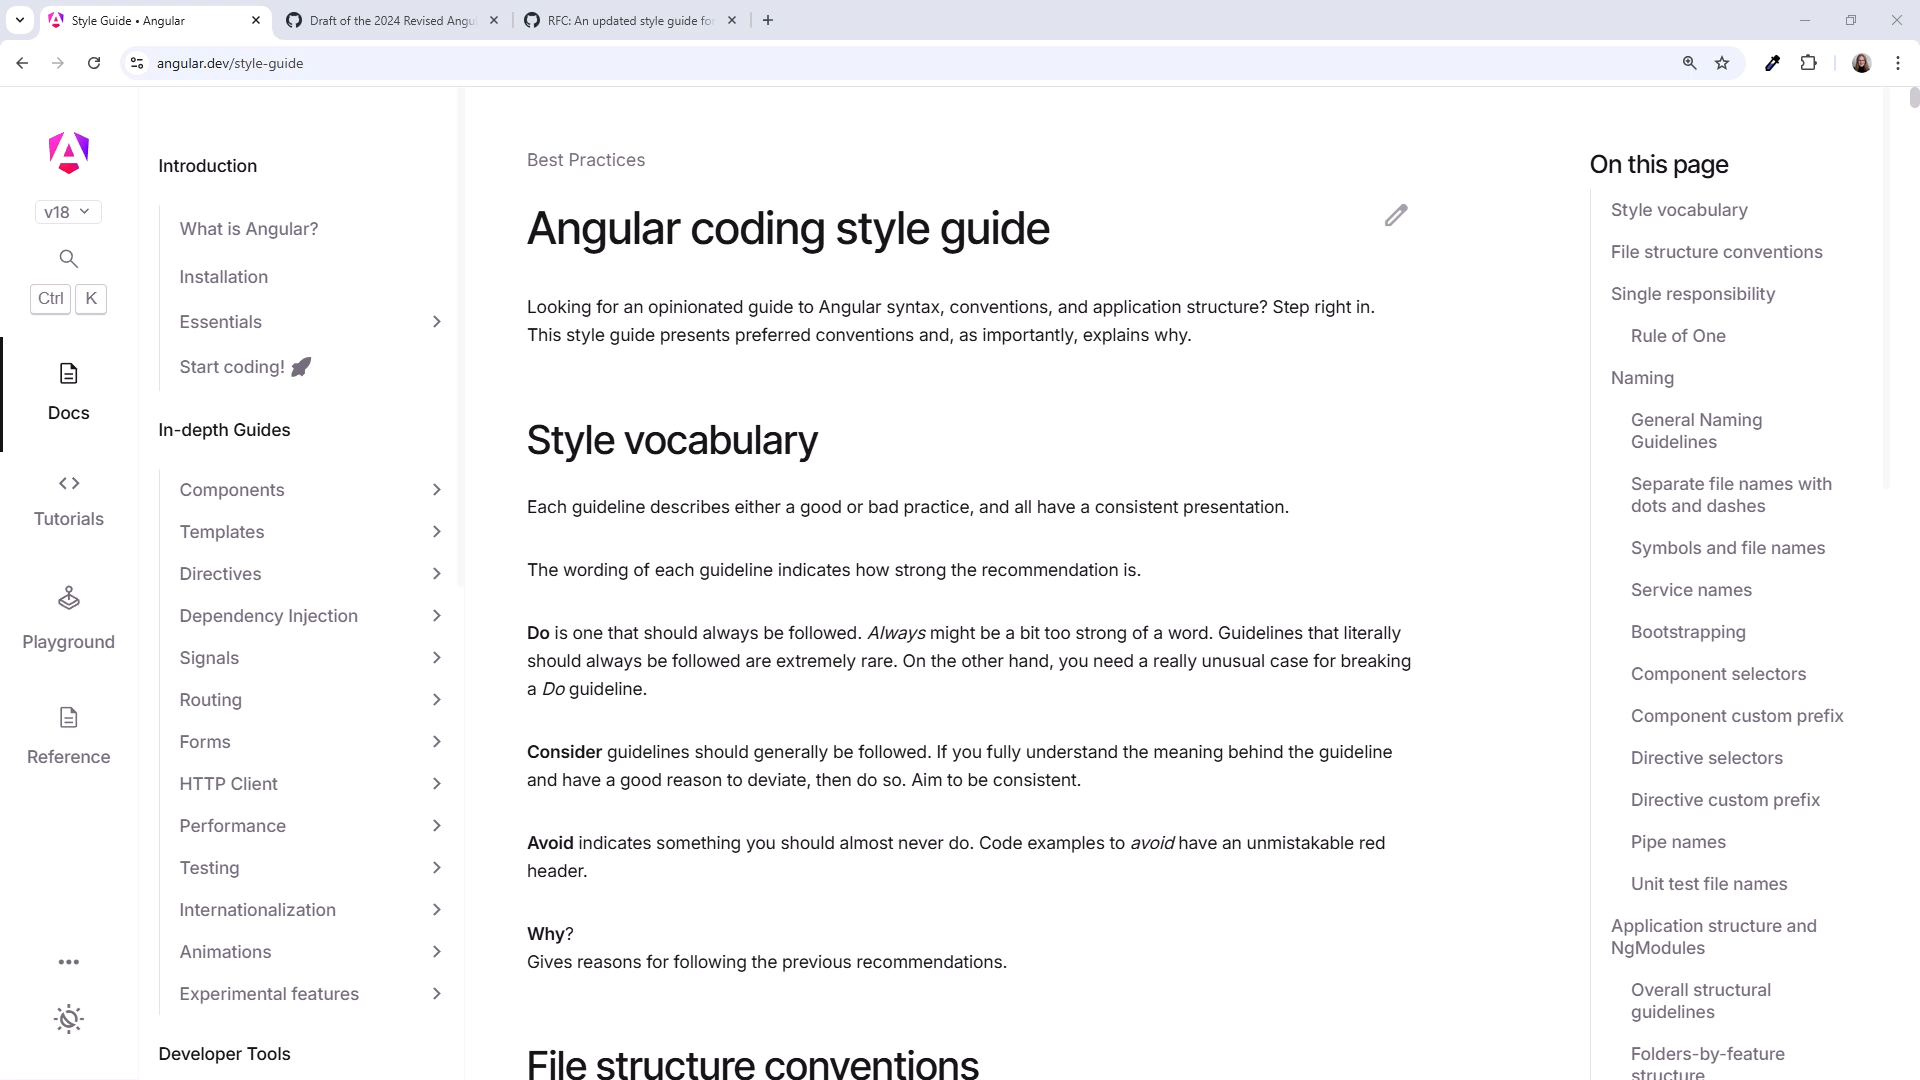 Style Guide • Angular
Draft of the 2024 Revised Angu
RFC: An updated style guide for
angular.dev/style-guide
v18
Ctrl K
Docs
Tutorials
Playground
Reference
Introduction
What is Angular?
Installation
Essentials
Start coding!
In-depth Guides
Components
Templates
Directives
Dependency Injection
Signals
Routing
Forms
HTTP Client
Performance
Testing
Internationalization
Animations
Experimental features
Developer Tools
Best Practices
Angular coding style guide
Looking for an opinionated guide to Angular syntax, conventions, and application structure? Step right in.
This style guide presents preferred conventions and, as importantly, explains why.
Style vocabulary
Each guideline describes either a good or bad practice, and all have a consistent presentation.
The wording of each guideline indicates how strong the recommendation is.
Do is one that should always be followed. Always might be a bit too strong of a word. Guidelines that literally
should always be followed are extremely rare. On the other hand, you need a really unusual case for breaking
a Do guideline.
Consider guidelines should generally be followed. If you fully understand the meaning behind the guideline
and have a good reason to deviate, then do so. Aim to be consistent.
Avoid indicates something you should almost never do. Code examples to avoid have an unmistakable red
header.
Why?
Gives reasons for following the previous recommendations.
File structure conventions
On this page
Style vocabulary
File structure conventions
Single responsibility
Rule of One
Naming
General Naming
Guidelines
Separate file names with
dots and dashes
Symbols and file names
Service names
Bootstrapping
Component selectors
Component custom prefix
Directive selectors
Directive custom prefix
Pipe names
Unit test file names
Application structure and
NgModules
Overall structural
guidelines
Folders-by-feature
structure